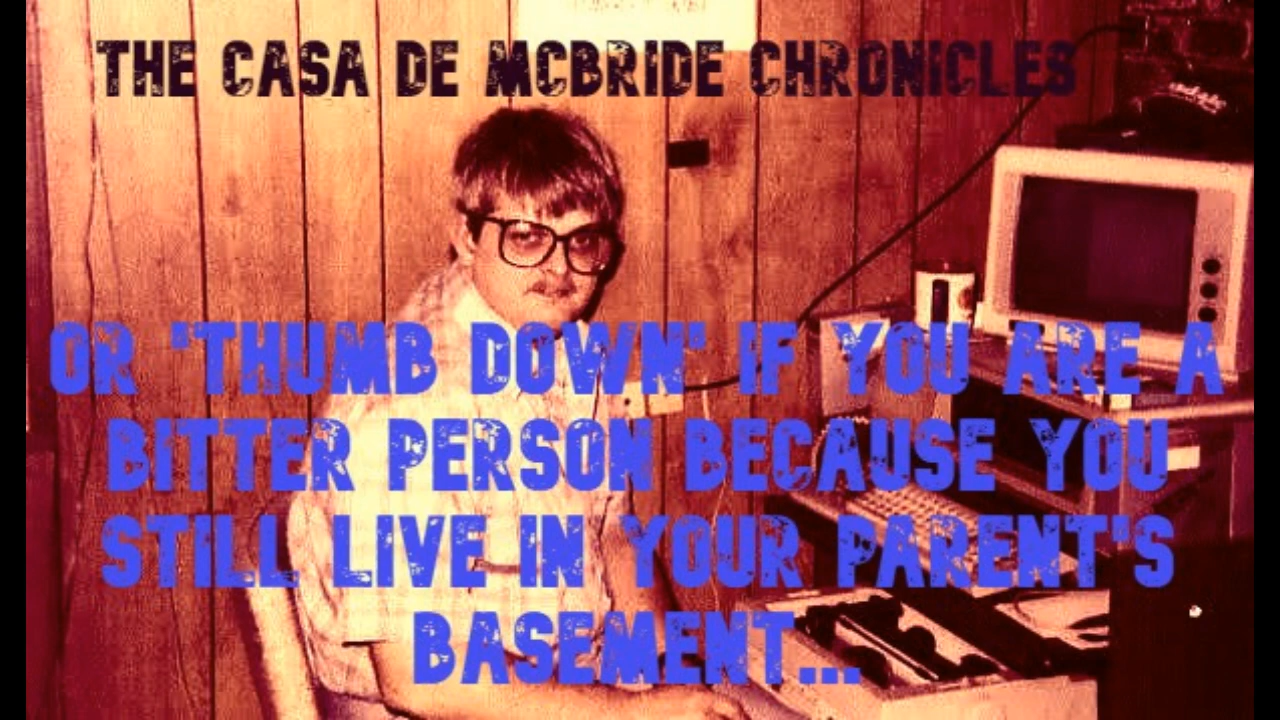 THE CASA DE MCBRIDE CHRONICLES
OR 'THUMB DOWN' IF YOU ARE A
BITTER PERSON BECAUSE YOU
STILL LIVE IN YOUR PARENT'S
BASEMENT...